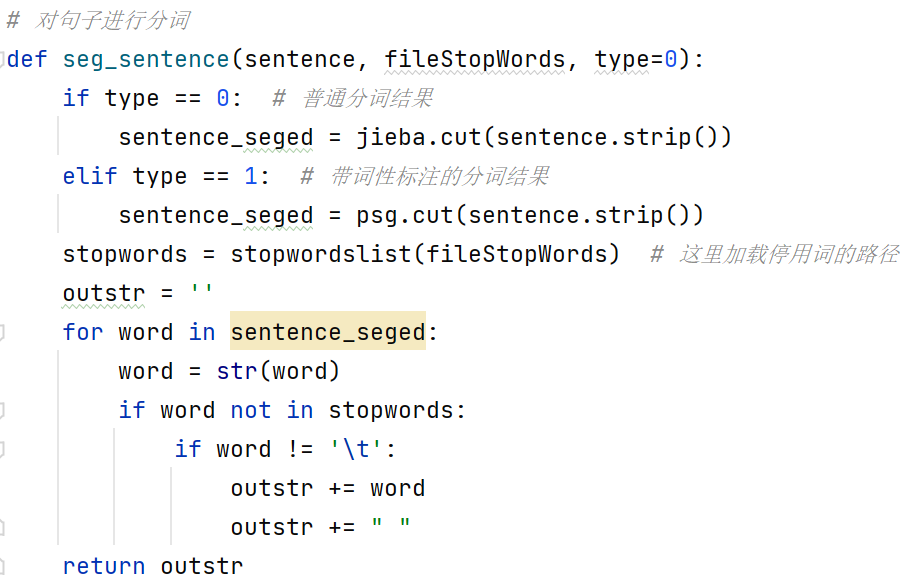 # 对句子进行分词
def seg_sentence(sentence, fileStopWords, type=0):
    if type == 0:  # 普通分词结果
        sentence_seged = jieba.cut(sentence.strip())
    elif type == 1:  # 带词性标注的分词结果
        sentence_seged = psg.cut(sentence.strip())
    stopwords = stopwordslist(fileStopWords)  # 这里加载停用词的路径
    outstr = ''
    for word in sentence_seged:
        word = str(word)
        if word not in stopwords:
            if word != '\t':
                outstr += word
                outstr += " "
    return outstr